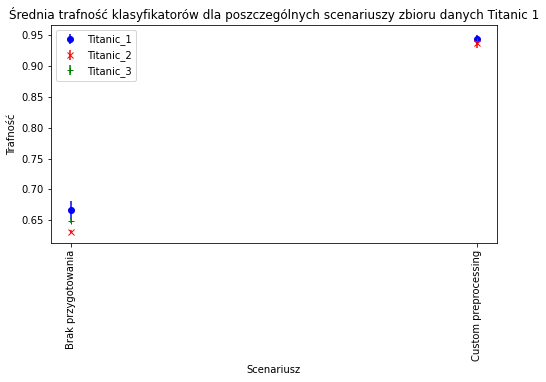 Średnia trafność klasyfikatorów dla poszczególnych scenariuszy zbioru danych Titanic 1
Titanic_1
Titanic_2
Titanic_3
Trafność
0.95
0.90
0.85
0.80
0.75
0.70
0.65
Brak przygotowania
Custom preprocessing
Scenariusz